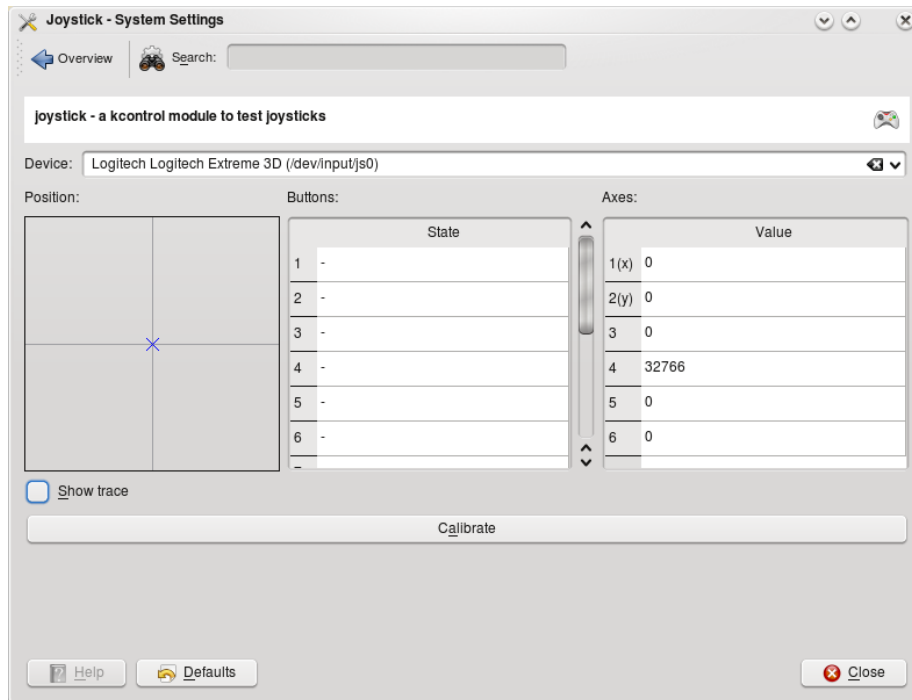 Joystick - System Settings
Overview
Search:
joystick - a kcontrol module to test joysticks
Device: Logitech Logitech Extreme 3D (/dev/input/js0)
Position:
Buttons:
Axes:
State
Value
1 -
1(x) 0
2 -
2(y) 0
3 -
3 0
4 -
4 32766
5 -
5 0
6 -
6 0
Show trace
Calibrate
Help
Defaults
Close